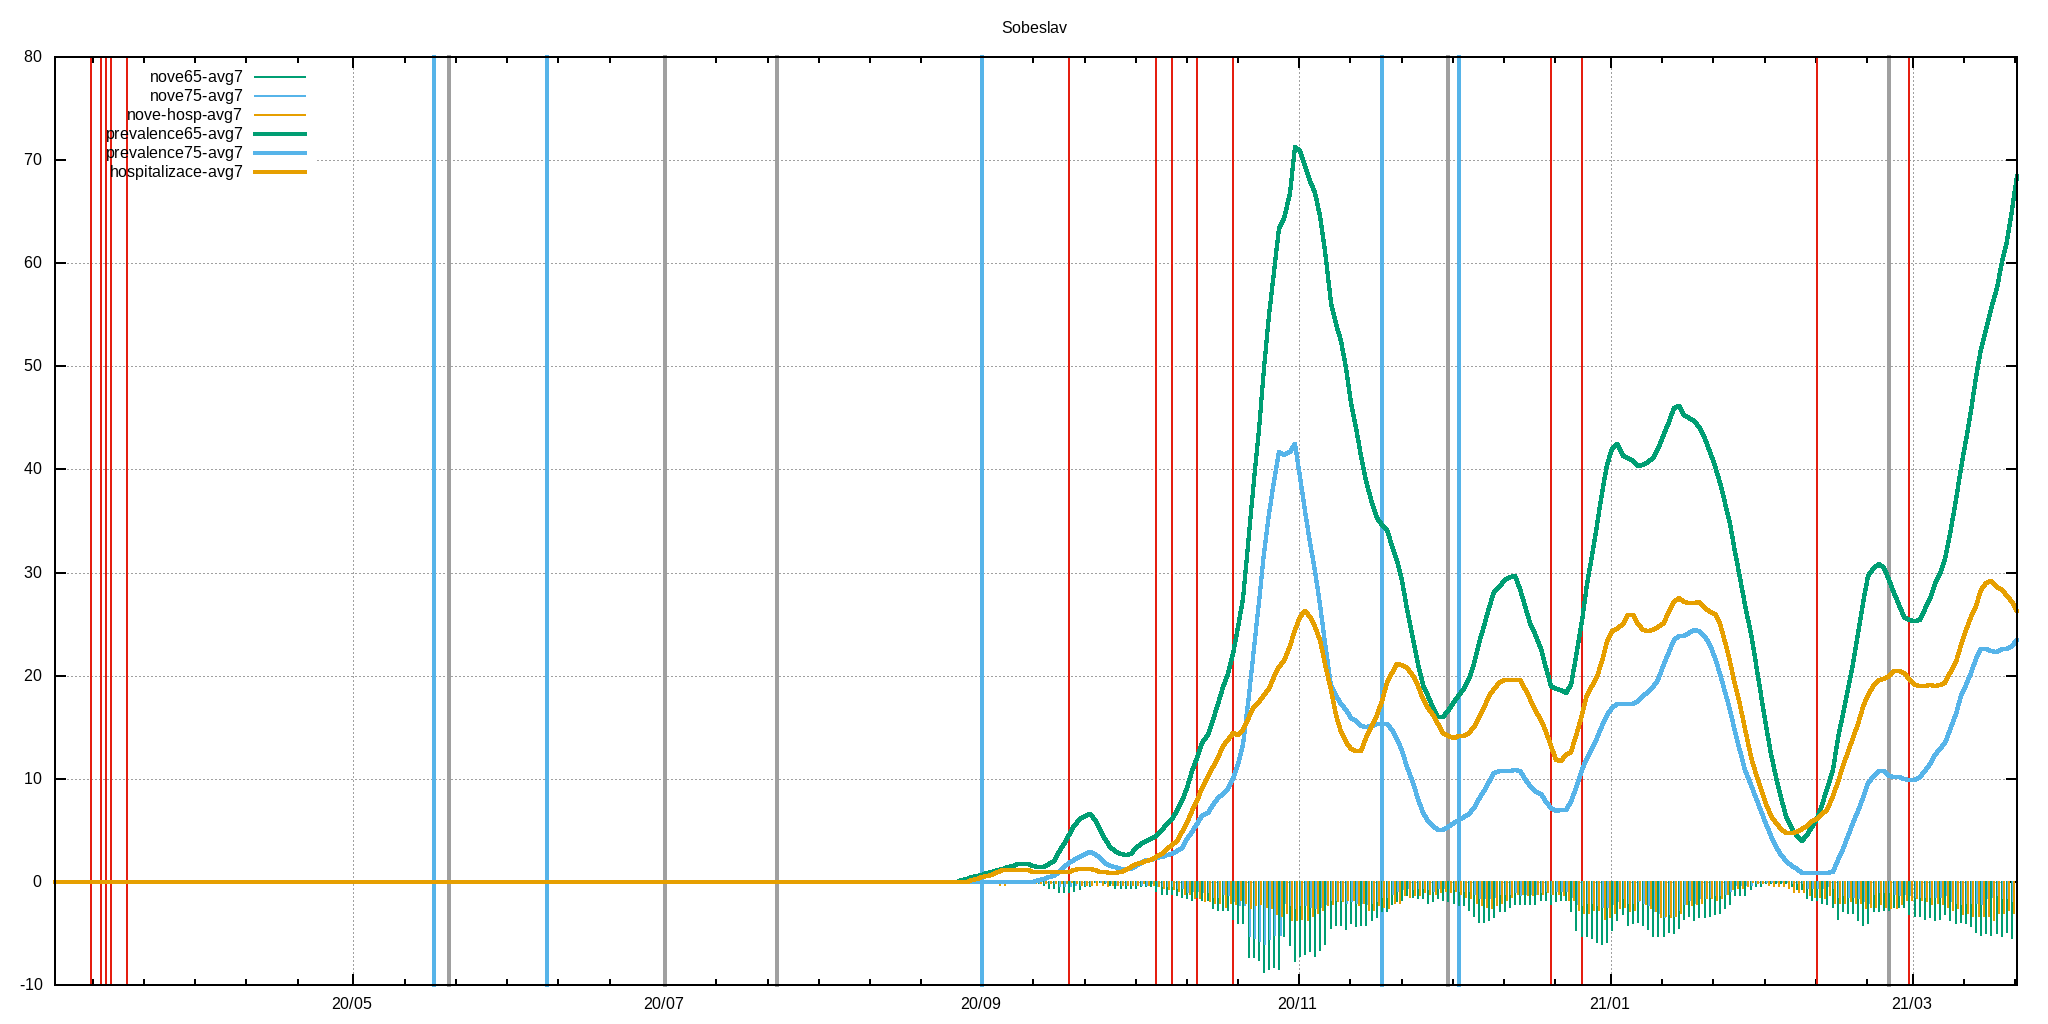 Sobeslav
80
nove65-avg7
nove75-avg7
nove-hosp-avg7
prevalence65-avg7
prevalence75-avg7
hospitalizace-avg7
70
60
50
40
30
20
10
0
-10
20/05 20/07 20/09 20/11 21/01 21/03